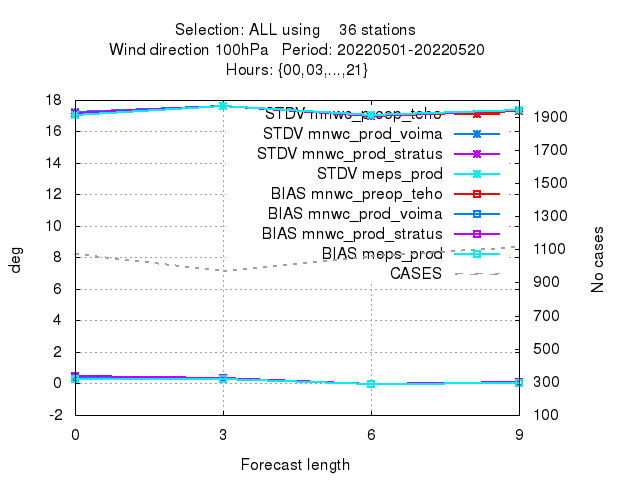 Selection: ALL using 36 stations
Wind direction 100hPa Period: 20220501-20220520
Hours: {00,03,...,21}
18
16
14
12
10
8
6
4
2
0
-2
deg
STDV mnwc_preop_teho
STDV mnwc_prod_voima
STDV mnwc_prod_stratus
STDV meps_prod
BIAS mnwc_preop_teho
BIAS mnwc_prod_voima
BIAS mnwc_prod_stratus
BIAS meps_prod
CASES
1900
1700
1500
1300
1100
900
700
500
300
100
No cases
0 3 6 9
Forecast length